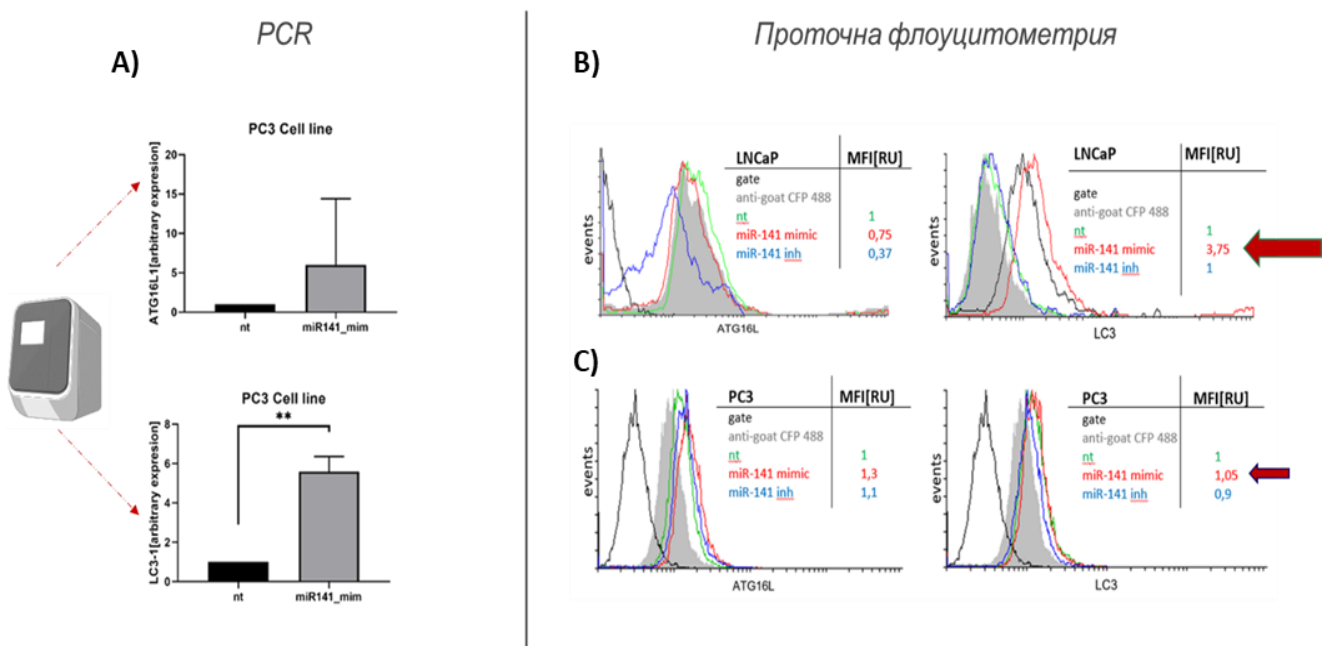 PCR
Проточна флоуцитометрия
A)
PC3 Cell line
ATG16L1[arbitrary expresion]
20
15
10
5
0
nt
miR141_mim
PC3 Cell line
**
LC3-1[arbitrary expresion]
8
6
4
2
0
nt
miR141_mim
B)
LNCaP MFI[RU]
gate
anti-goat CFP 488
nt 1
miR-141 mimic 0,75
miR-141 inh 0,37
events
ATG16L
LNCaP MFI[RU]
gate
anti-goat CFP 488
nt 1
miR-141 mimic 3,75
miR-141 inh 1
events
LC3
C)
PC3 MFI[RU]
gate
anti-goat CFP 488
nt 1
miR-141 mimic 1,3
miR-141 inh 1,1
events
ATG16L
PC3 MFI[RU]
gate
anti-goat CFP 488
nt 1
miR-141 mimic 1,05
miR-141 inh 0,9
events
LC3